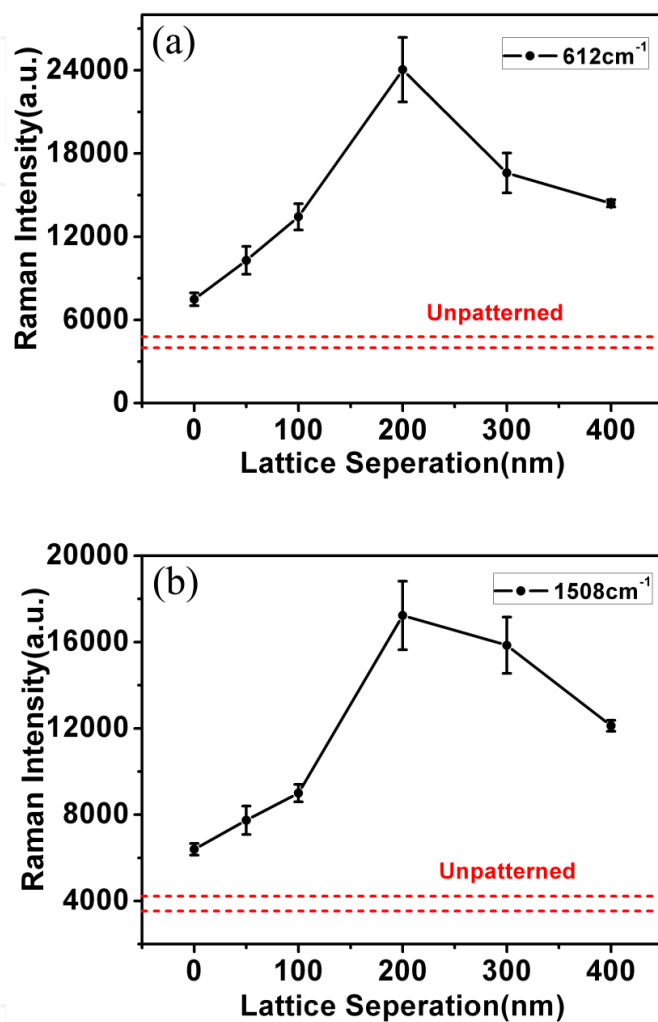 (a)
612cm⁻¹
Raman Intensity(a.u.)
24000
18000
12000
6000
0
Unpatterned
0 100 200 300 400
Lattice Seperation(nm)
(b)
1508cm⁻¹
Raman Intensity(a.u.)
20000
16000
12000
8000
4000
Unpatterned
0 100 200 300 400
Lattice Seperation(nm)